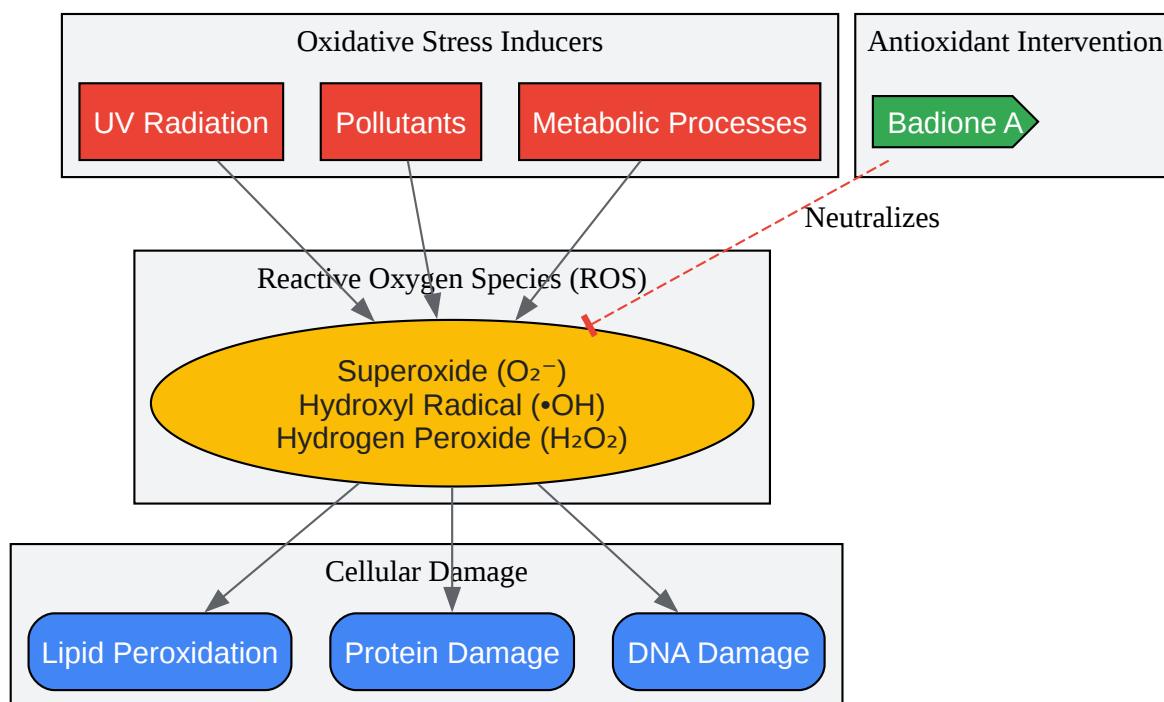 Oxidative Stress Inducers
Antioxidant Intervention
UV Radiation
Pollutants
Metabolic Processes
Badione A
Neutralizes
Reactive Oxygen Species (ROS)
Superoxide (O₂⁻)
Hydroxyl Radical (•OH)
Hydrogen Peroxide (H₂O₂)
Cellular Damage
Lipid Peroxidation
Protein Damage
DNA Damage